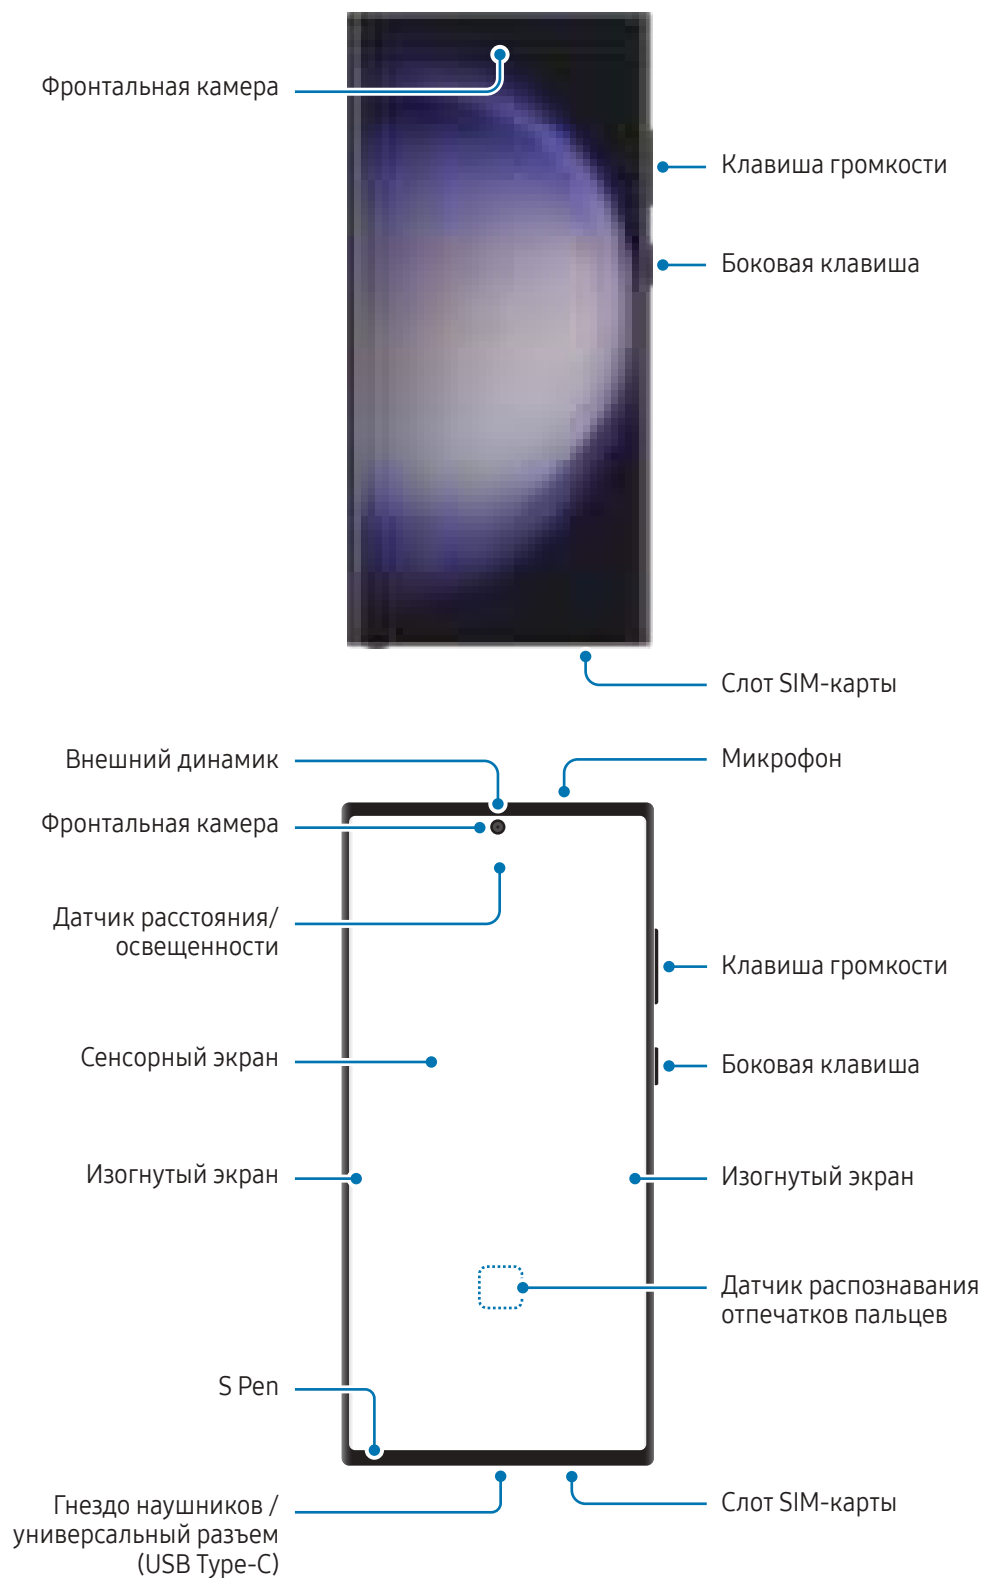 Фронтальная камера
Клавиша громкости
Боковая клавиша
Слот SIM-карты
Внешний динамик
Микрофон
Фронтальная камера
Датчик расстояния/
освещенности
Клавиша громкости
Сенсорный экран
Боковая клавиша
Изогнутый экран
Изогнутый экран
Датчик распознавания
отпечатков пальцев
S Pen
Гнездо наушников /
универсальный разъем
(USB Type-C)
Слот SIM-карты